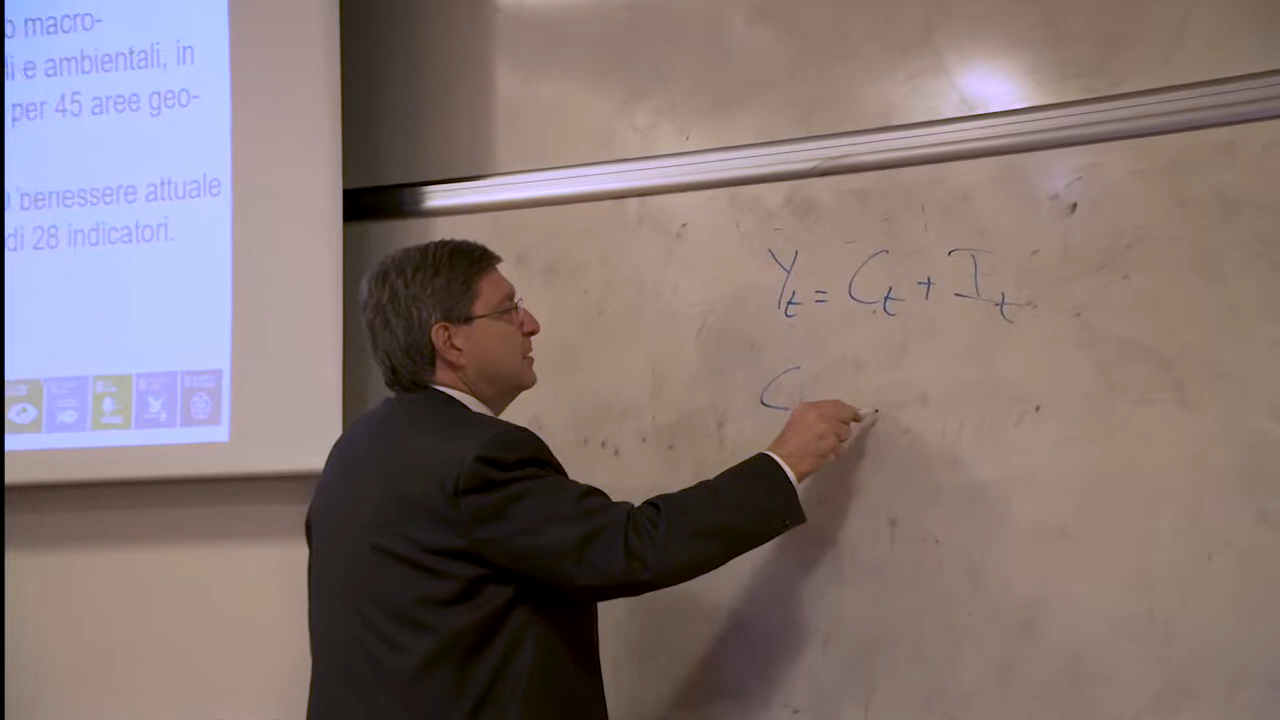 o macro-
li e ambientali, in
per 45 aree geo-
benessere attuale
di 28 indicatori.
Yt = Ct + It
C